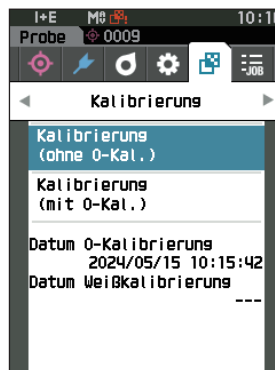 I+E M0 10:1
Probe 0009
-JOB
Kalibrierung
Kalibrierung
(ohne 0-Kal.)
Kalibrierung
(mit 0-Kal.)
Datum 0-Kalibrierung
2024/05/15 10:15:42
Datum Weißkalibrierung
---